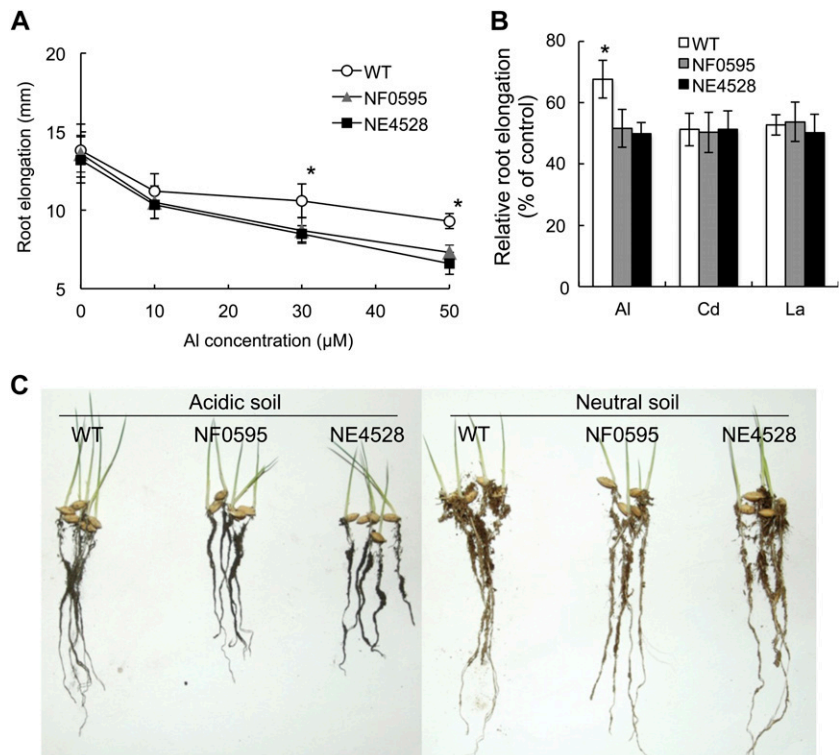 A
20
15
10
5
0
10
20
30
40
50
Root elongation (mm)
Al concentration (µM)
WT
NF0595
NE4528
*
*
B
80
60
40
20
0
Relative root elongation
(% of control)
WT
NF0595
NE4528
*
Al
Cd
La
C
Acidic soil
WT
NF0595
NE4528
Neutral soil
WT
NF0595
NE4528